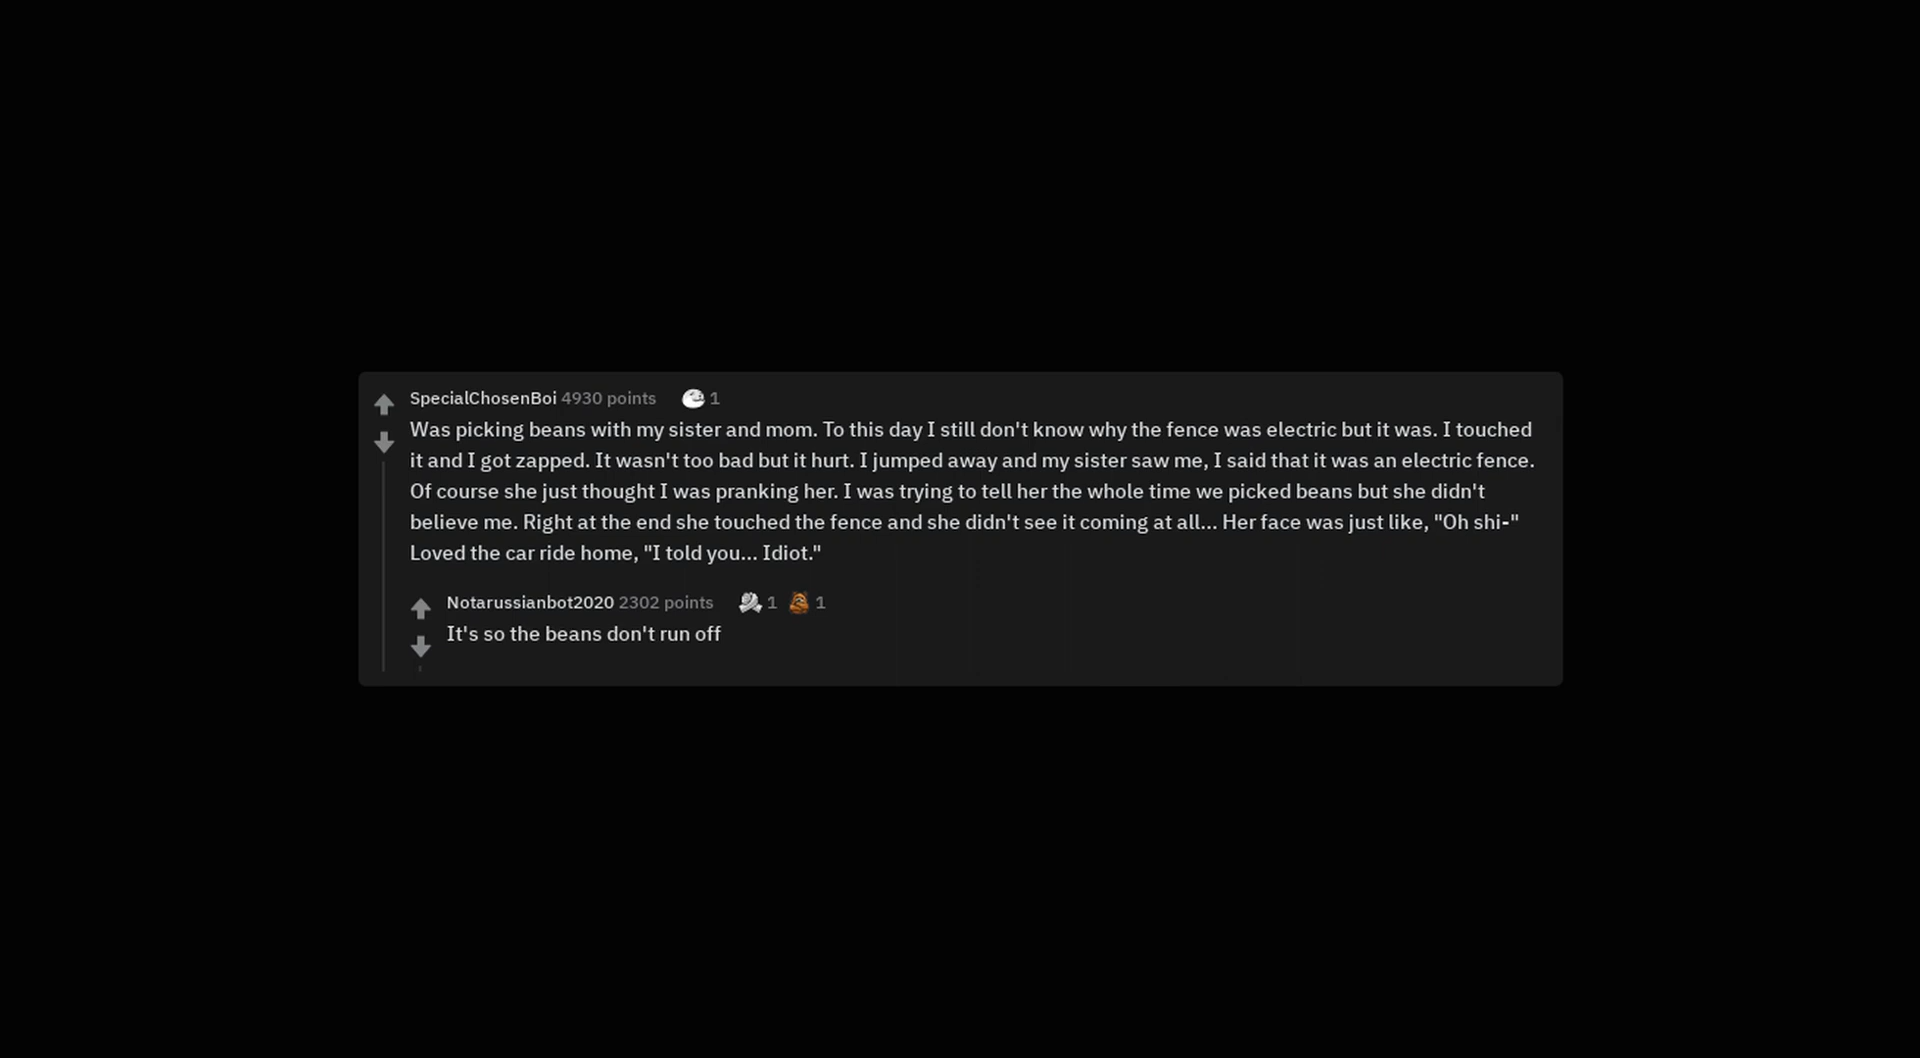 SpecialChosenBoi 4930 points 1
Was picking beans with my sister and mom. To this day I still don't know why the fence was electric but it was. I touched
it and I got zapped. It wasn't too bad but it hurt. I jumped away and my sister saw me, I said that it was an electric fence.
Of course she just thought I was pranking her. I was trying to tell her the whole time we picked beans but she didn't
believe me. Right at the end she touched the fence and she didn't see it coming at all... Her face was just like, "Oh shi-"
Loved the car ride home, "I told you... Idiot."
Notarussianbot2020 2302 points 1 1
It's so the beans don't run off